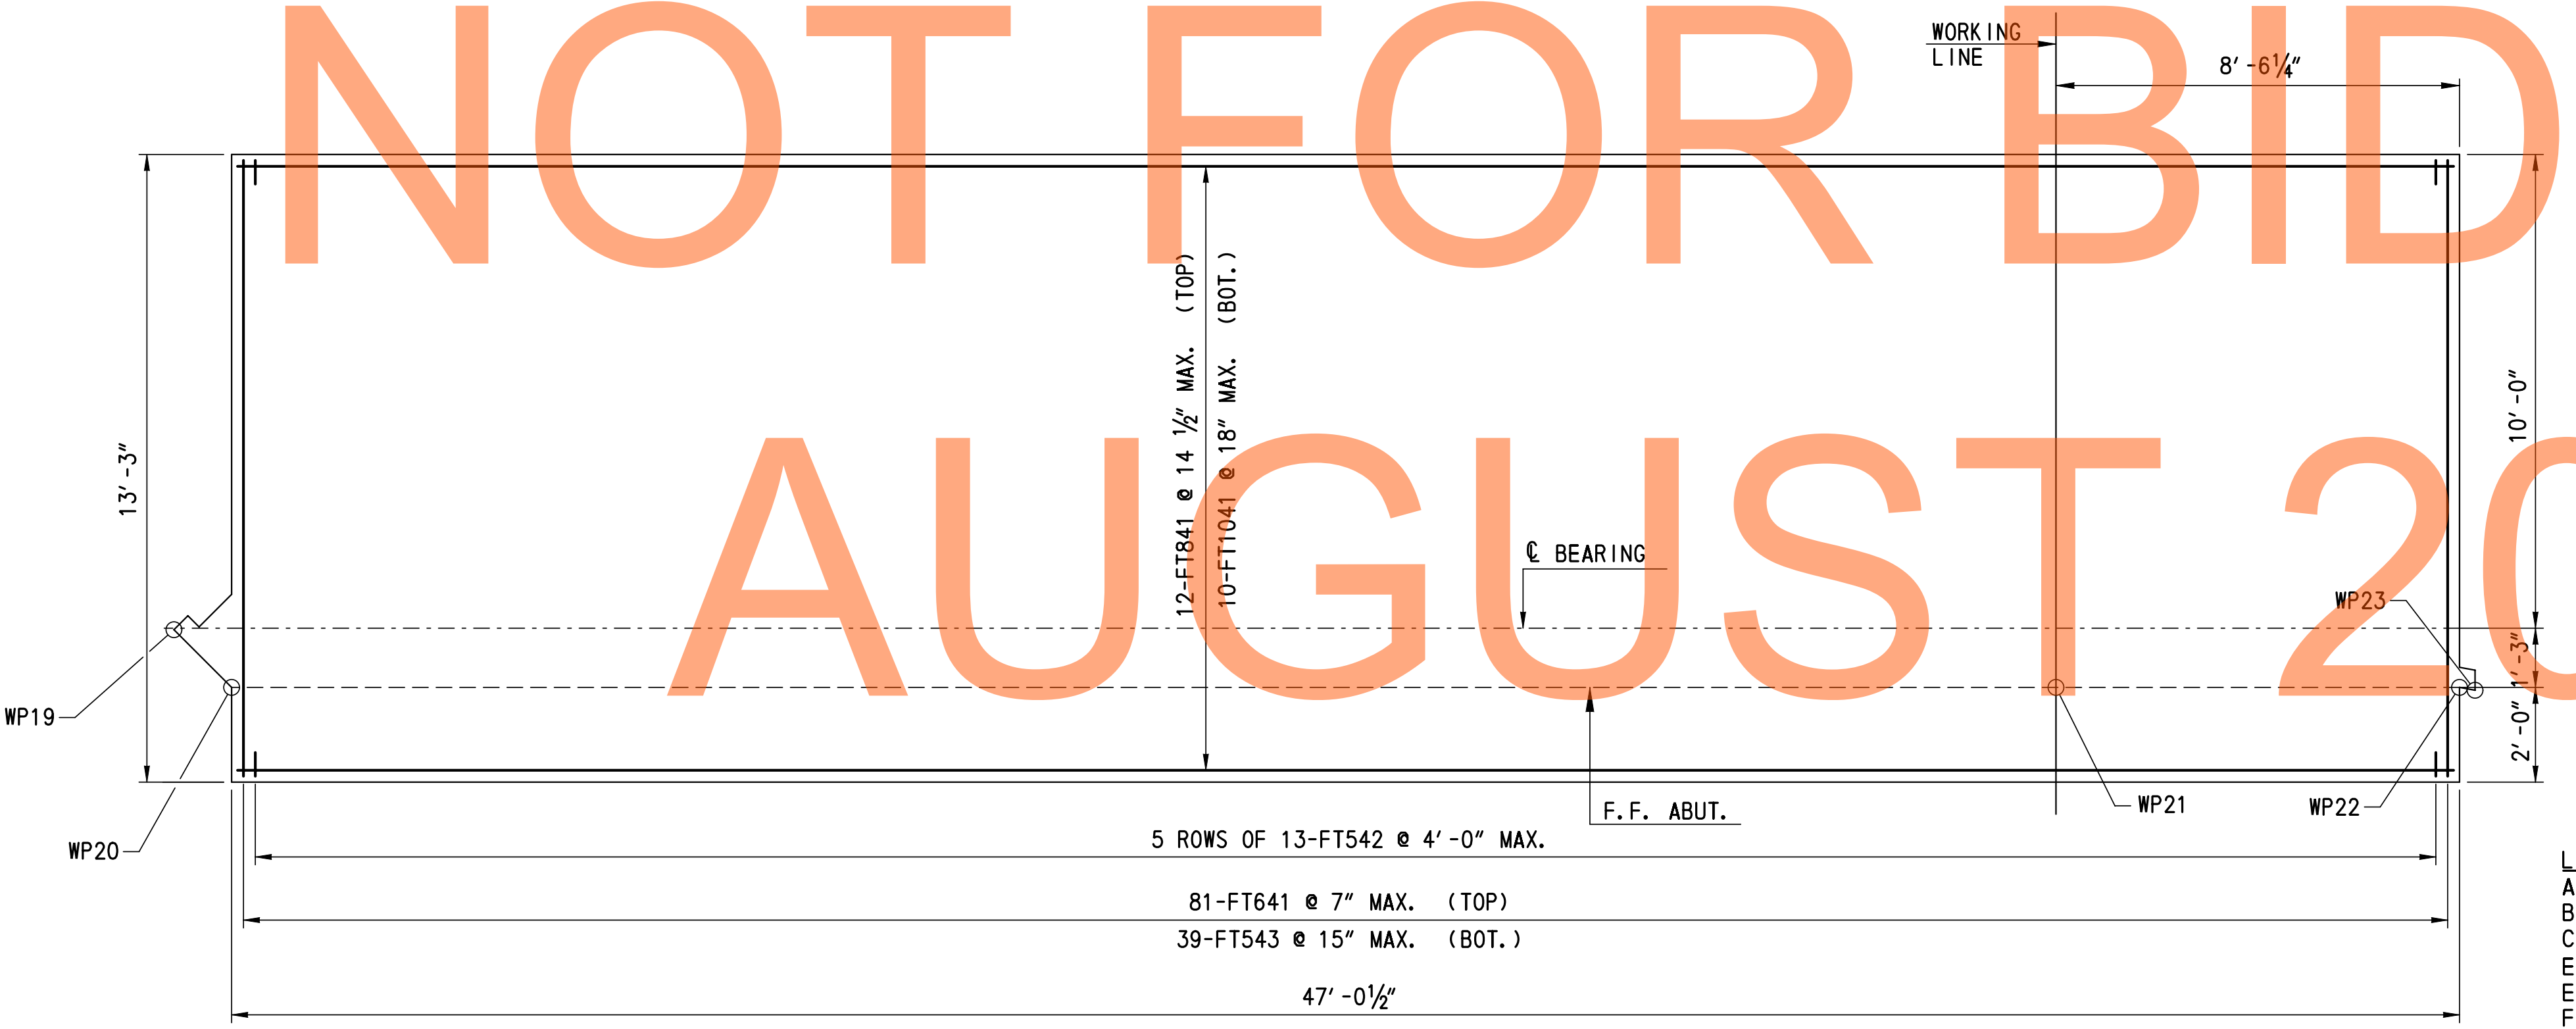 NOT FOR BID
AUGUST 20
WORKING
LINE
8'-6¼"
13'-3"
12-FT841 @ 14 ½" MAX. (TOP)
10-FT1041 @ 18" MAX. (BOT.)
10'-0"
℄ BEARING
WP23
1'-3"
WP19
2'-0"
F.F. ABUT.
WP21
WP22
WP20
5 ROWS OF 13-FT542 @ 4'-0" MAX.
81-FT641 @ 7" MAX. (TOP)
39-FT543 @ 15" MAX. (BOT.)
47'-0½"
L
A
B
C
E
E
F